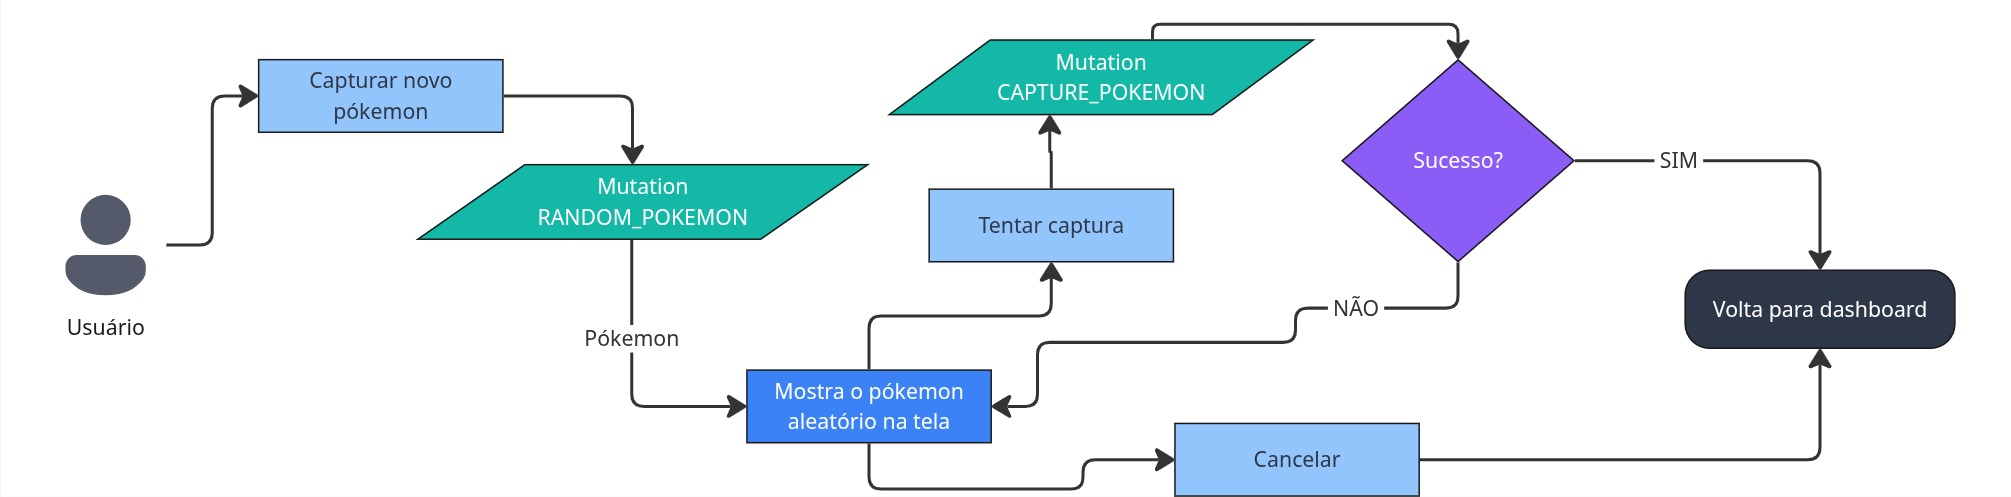 Capturar novo
pókemon
Usuário
Mutation
RANDOM_POKEMON
Pókemon
Mostra o pókemon
aleatório na tela
Tentar captura
Mutation
CAPTURE_POKEMON
Sucesso?
SIM
NÃO
Cancelar
Volta para dashboard